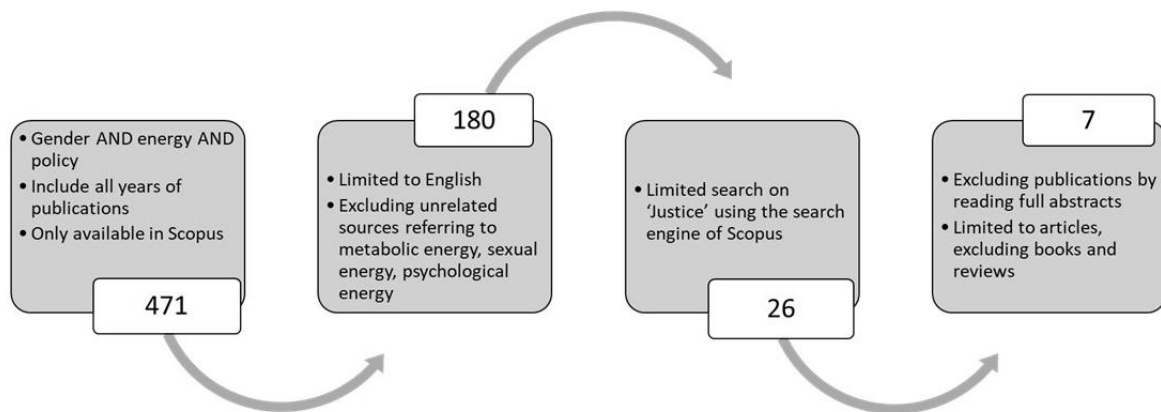 • Gender AND energy AND
policy
• Include all years of
publications
• Only available in Scopus
471
180
• Limited to English
• Excluding unrelated
sources referring to
metabolic energy, sexual
energy, psychological
energy
• Limited search on
‘Justice’ using the search
engine of Scopus
26
7
• Excluding publications by
reading full abstracts
• Limited to articles,
excluding books and
reviews